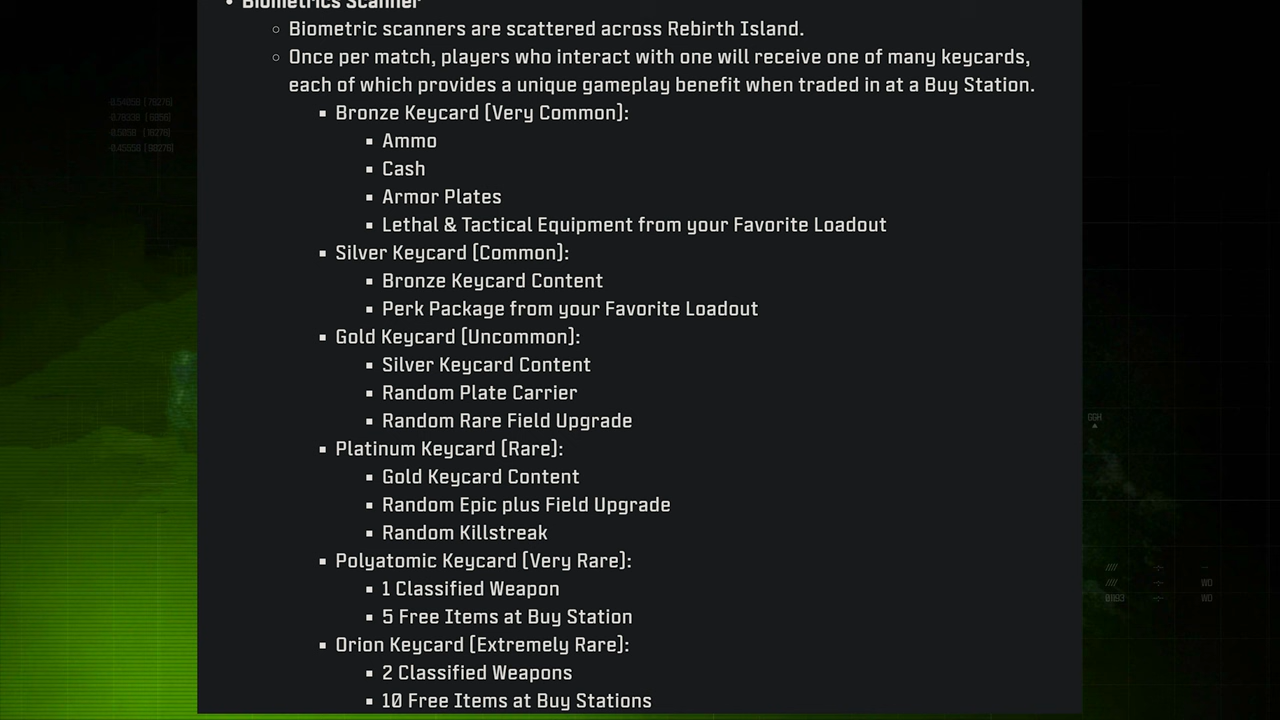 • Biometrics Scanner
◦ Biometric scanners are scattered across Rebirth Island.
◦ Once per match, players who interact with one will receive one of many keycards,
each of which provides a unique gameplay benefit when traded in at a Buy Station.
▪ Bronze Keycard (Very Common):
▪ Ammo
▪ Cash
▪ Armor Plates
▪ Lethal & Tactical Equipment from your Favorite Loadout
▪ Silver Keycard (Common):
▪ Bronze Keycard Content
▪ Perk Package from your Favorite Loadout
▪ Gold Keycard (Uncommon):
▪ Silver Keycard Content
▪ Random Plate Carrier
▪ Random Rare Field Upgrade
▪ Platinum Keycard (Rare):
▪ Gold Keycard Content
▪ Random Epic plus Field Upgrade
▪ Random Killstreak
▪ Polyatomic Keycard (Very Rare):
▪ 1 Classified Weapon
▪ 5 Free Items at Buy Station
▪ Orion Keycard (Extremely Rare):
▪ 2 Classified Weapons
▪ 10 Free Items at Buy Stations
GGH
//// -:- --
//// -:- WD
WD